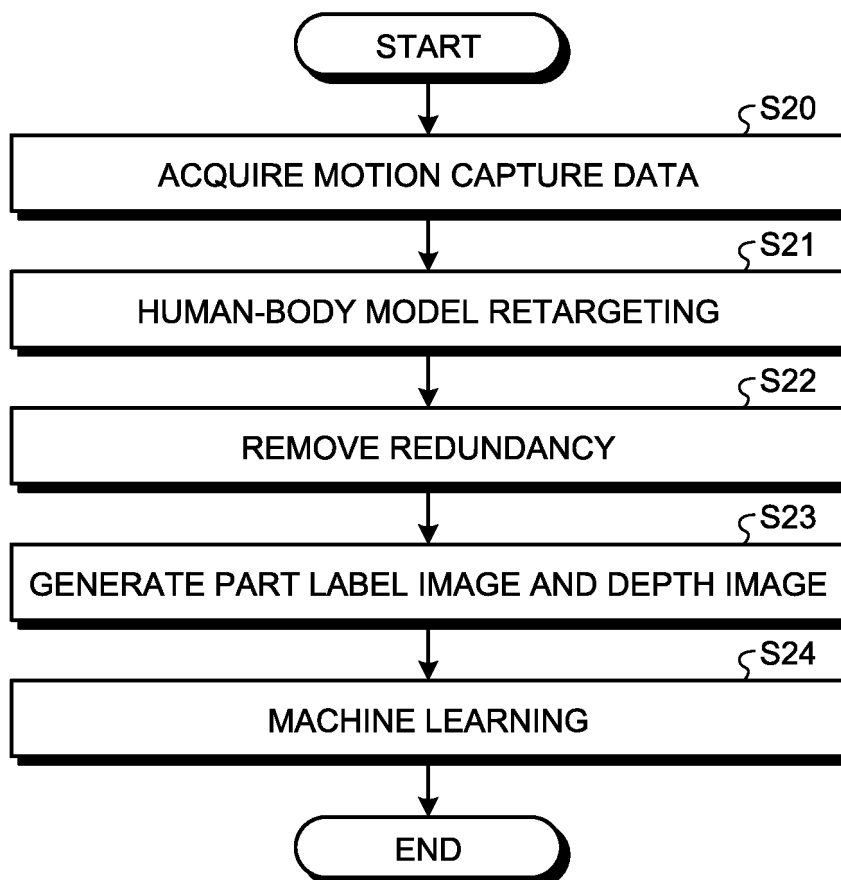 START
S20
ACQUIRE MOTION CAPTURE DATA
S21
HUMAN-BODY MODEL RETARGETING
S22
REMOVE REDUNDANCY
S23
GENERATE PART LABEL IMAGE AND DEPTH IMAGE
S24
MACHINE LEARNING
END